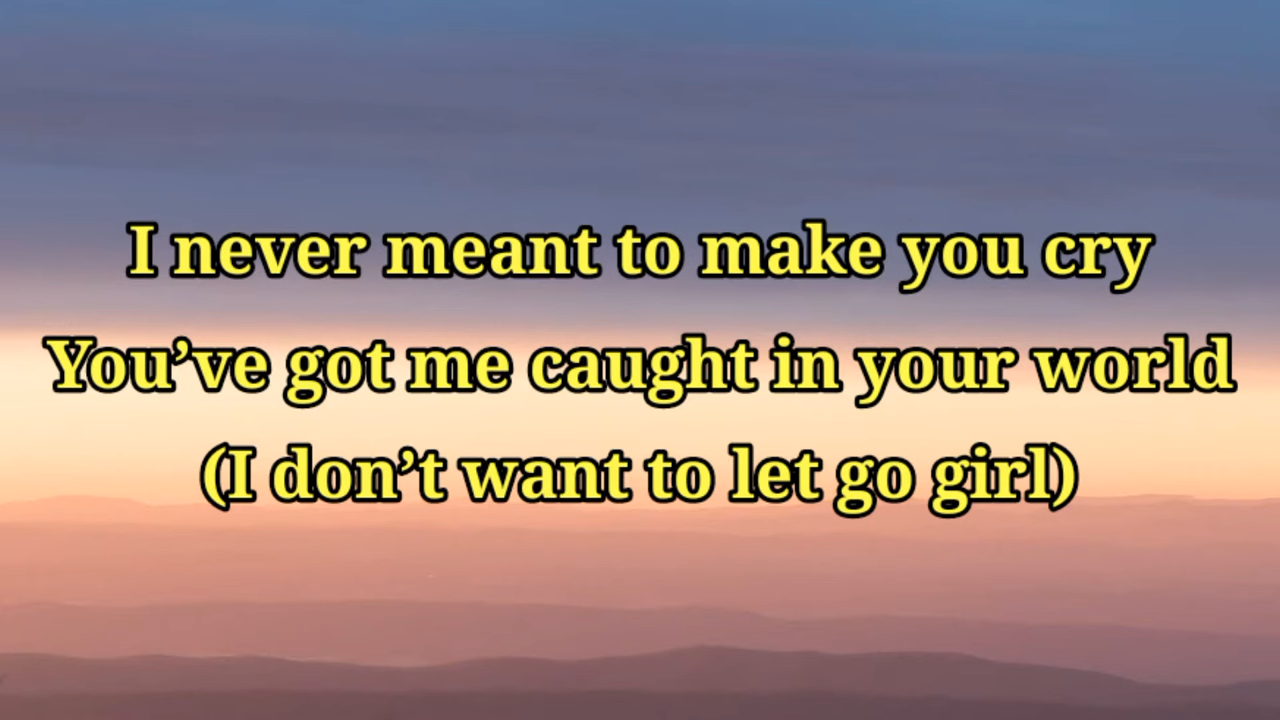 I never meant to make you cry
You’ve got me caught in your world
(I don’t want to let go girl)